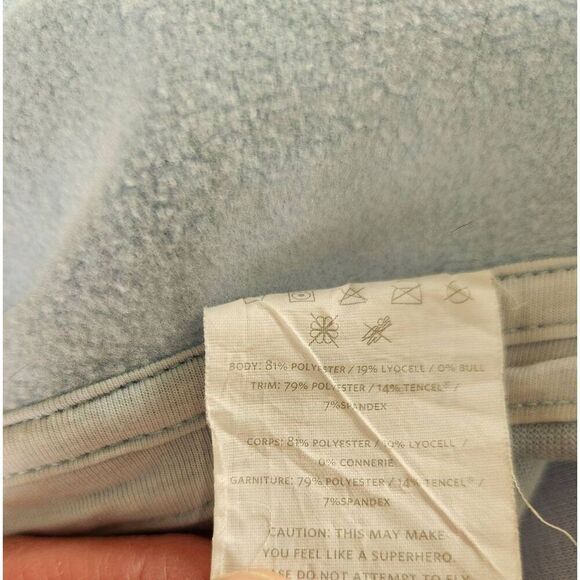 BODY: 81% POLYESTER / 19% LYOCELL / 0% BULL
TRIM: 79% POLYESTER / 14% TENCEL® /
7%SPANDEX
CORPS: 81% POLYESTER / 19% LYOCELL /
0% CONNERIE
GARNITURE: 79% POLYESTER / 14% TENCEL® /
7%SPANDEX
CAUTION: THIS MAY MAKE
YOU FEEL LIKE A SUPERHERO.
DO NOT ATTEMPT TO FLY